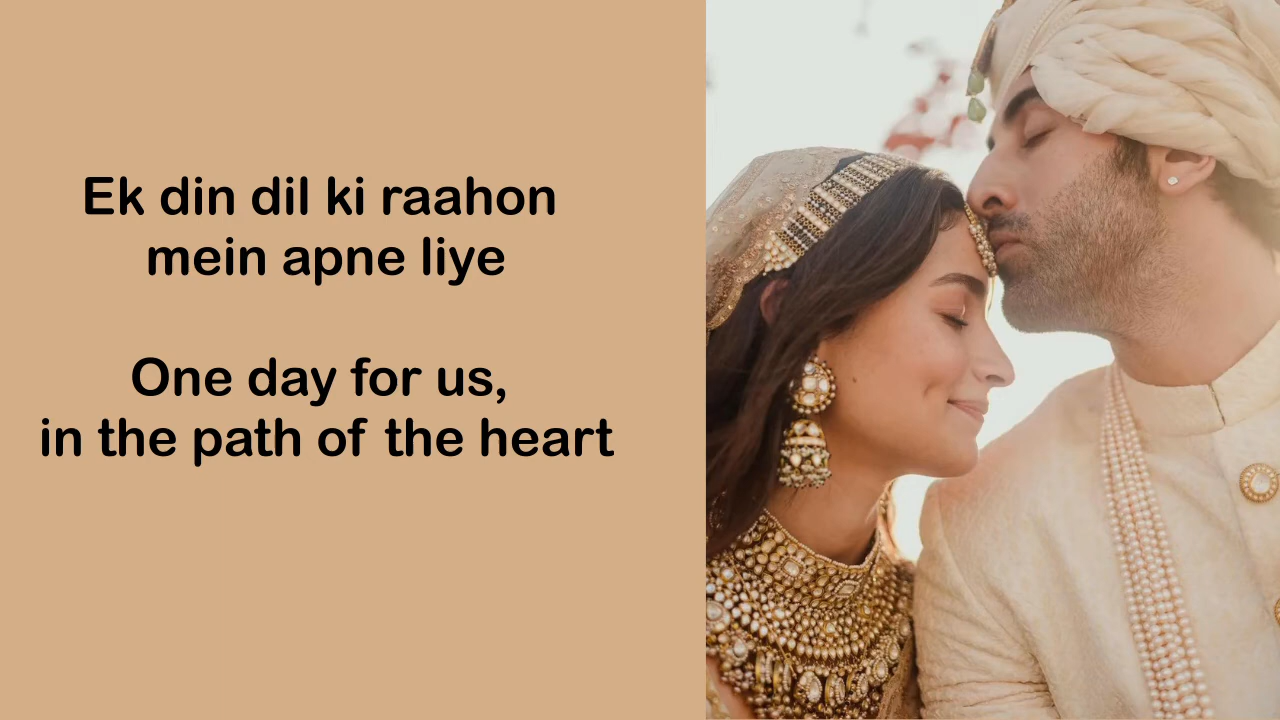 Ek din dil ki raahon
mein apne liye
One day for us,
in the path of the heart